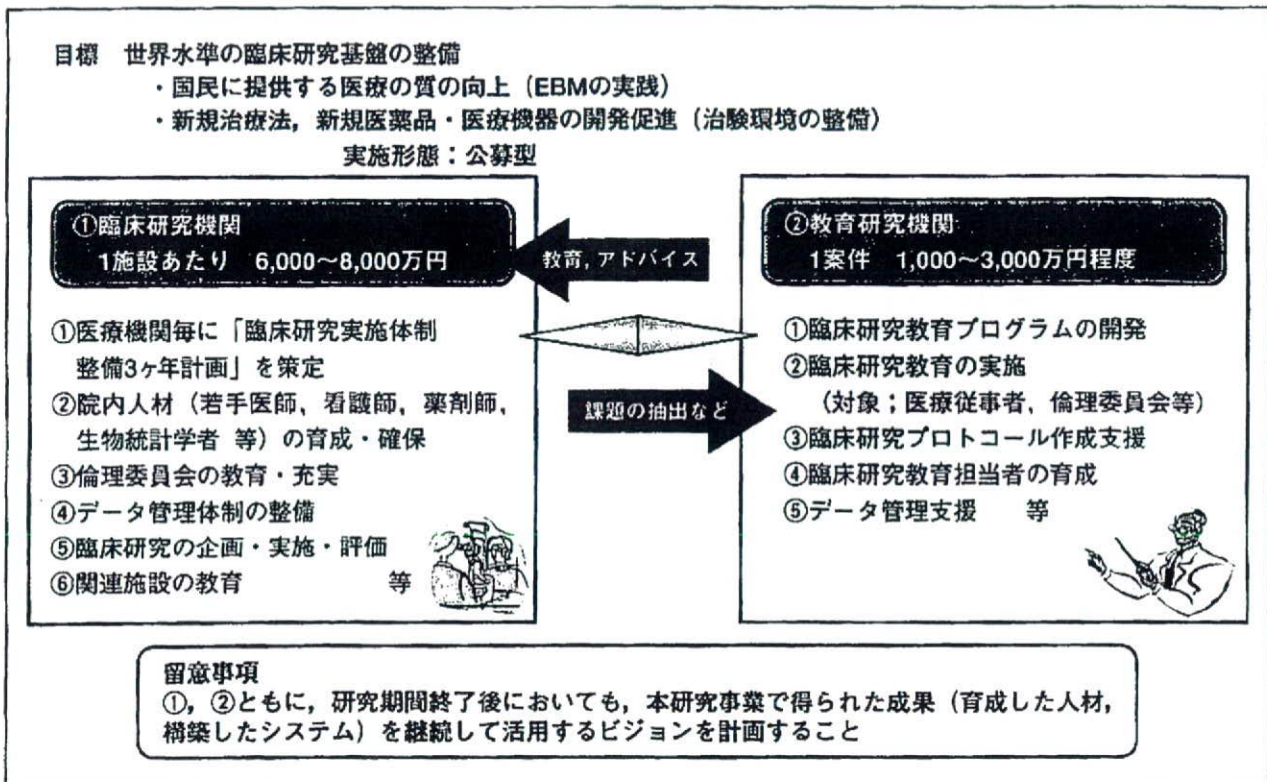 目標　世界水準の臨床研究基盤の整備
・国民に提供する医療の質の向上（EBMの実践）
・新規治療法，新規医薬品・医療機器の開発促進（治験環境の整備）
実施形態：公募型
①臨床研究機関
1施設あたり　6,000～8,000万円
①医療機関毎に「臨床研究実施体制
整備3ヶ年計画」を策定
②院内人材（若手医師，看護師，薬剤師，
生物統計学者　等）の育成・確保
③倫理委員会の教育・充実
④データ管理体制の整備
⑤臨床研究の企画・実施・評価
⑥関連施設の教育　　　　　　等
教育，アドバイス
課題の抽出など
②教育研究機関
1案件　1,000～3,000万円程度
①臨床研究教育プログラムの開発
②臨床研究教育の実施
（対象；医療従事者，倫理委員会等）
③臨床研究プロトコール作成支援
④臨床研究教育担当者の育成
⑤データ管理支援　　等
留意事項
①，②ともに，研究期間終了後においても，本研究事業で得られた成果（育成した人材，
構築したシステム）を継続して活用するビジョンを計画すること